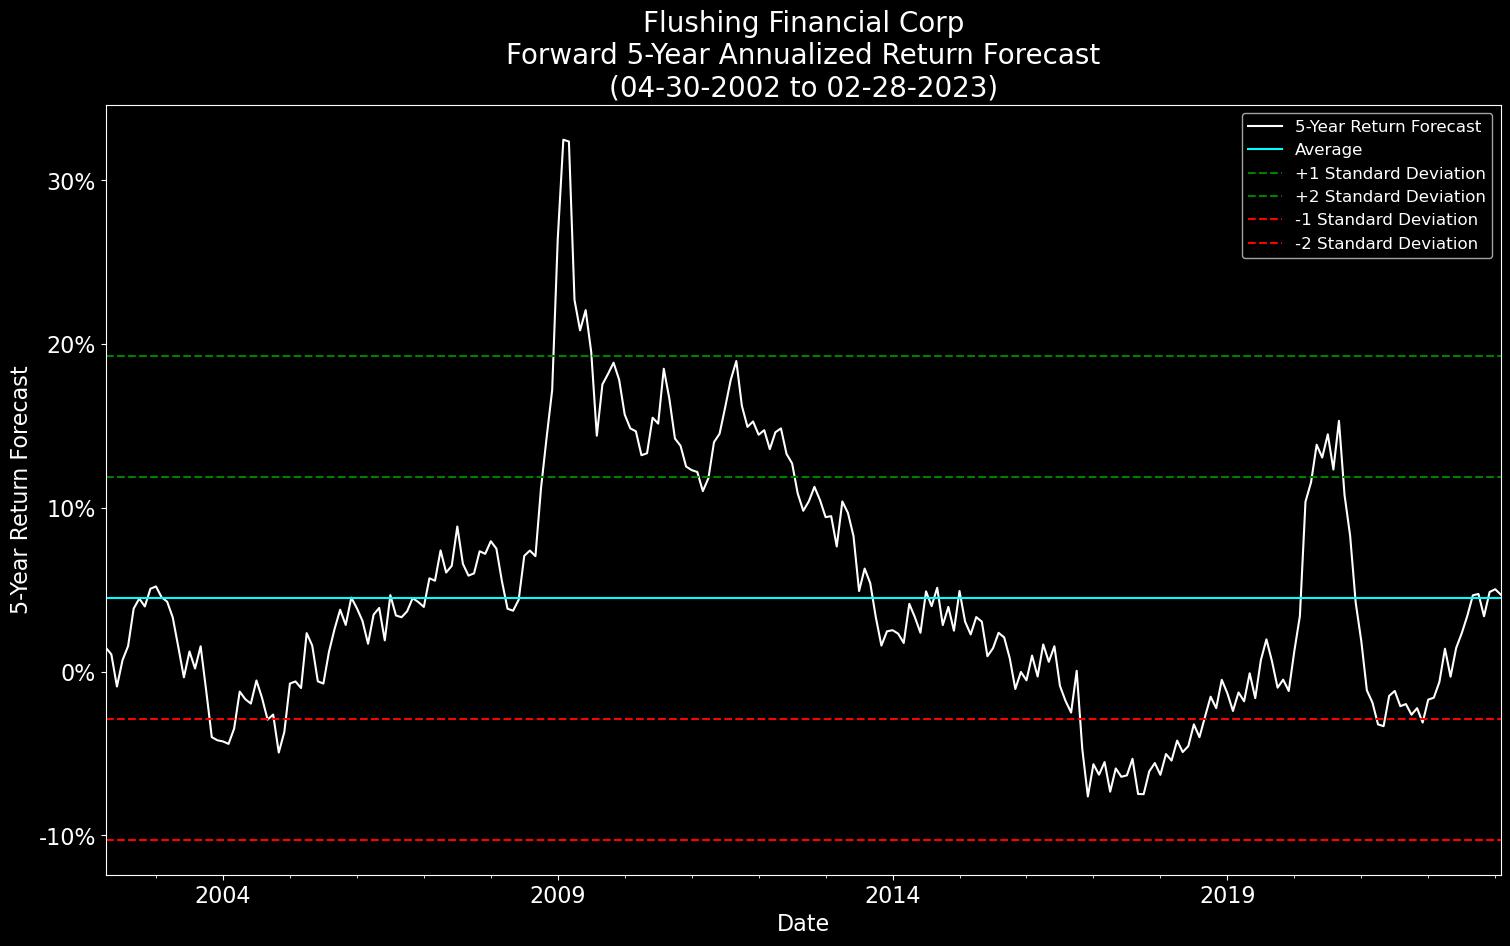 Flushing Financial Corp
Forward 5-Year Annualized Return Forecast
(04-30-2002 to 02-28-2023)
5-Year Return Forecast
Average
+1 Standard Deviation
+2 Standard Deviation
-1 Standard Deviation
-2 Standard Deviation
30%
20%
10%
0%
-10%
5-Year Return Forecast
2004
2009
2014
2019
Date